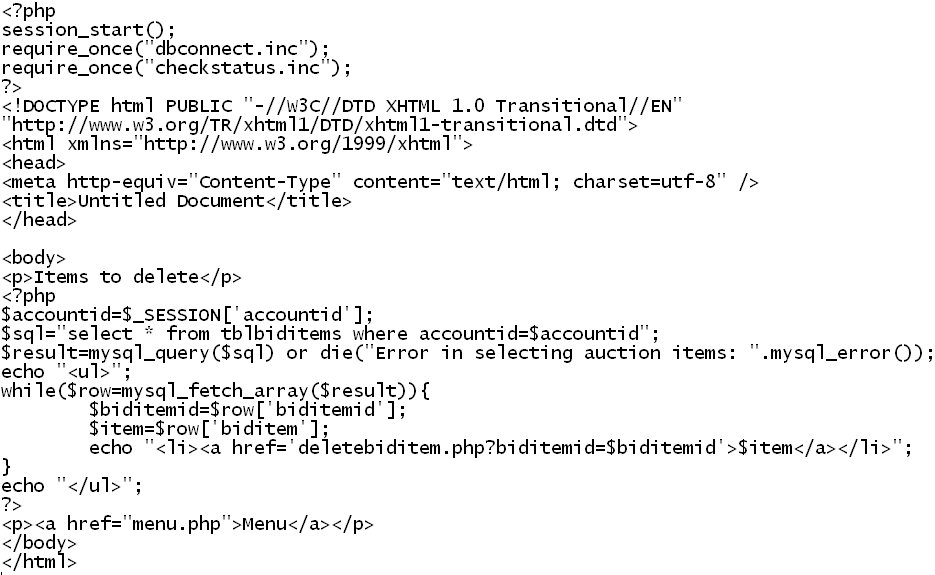 <?php
session_start();
require_once("dbconnect.inc");
require_once("checkstatus.inc");
?>
<!DOCTYPE html PUBLIC "-//W3C//DTD XHTML 1.0 Transitional//EN"
"http://www.w3.org/TR/xhtml1/DTD/xhtml1-transitional.dtd">
<html xmlns="http://www.w3.org/1999/xhtml">
<head>
<meta http-equiv="Content-Type" content="text/html; charset=utf-8" />
<title>Untitled Document</title>
</head>

<body>
<p>Items to delete</p>
<?php
$accountid=$_SESSION['accountid'];
$sql="select * from tblbiditems where accountid=$accountid";
$result=mysql_query($sql) or die("Error in selecting auction items: ".mysql_error());
echo "<ul>";
while($row=mysql_fetch_array($result)){
        $biditemid=$row['biditemid'];
        $item=$row['biditem'];
        echo "<li><a href='deletebiditem.php?biditemid=$biditemid'>$item</a></li>";
}
echo "</ul>";
?>
<p><a href="menu.php">Menu</a></p>
</body>
</html>